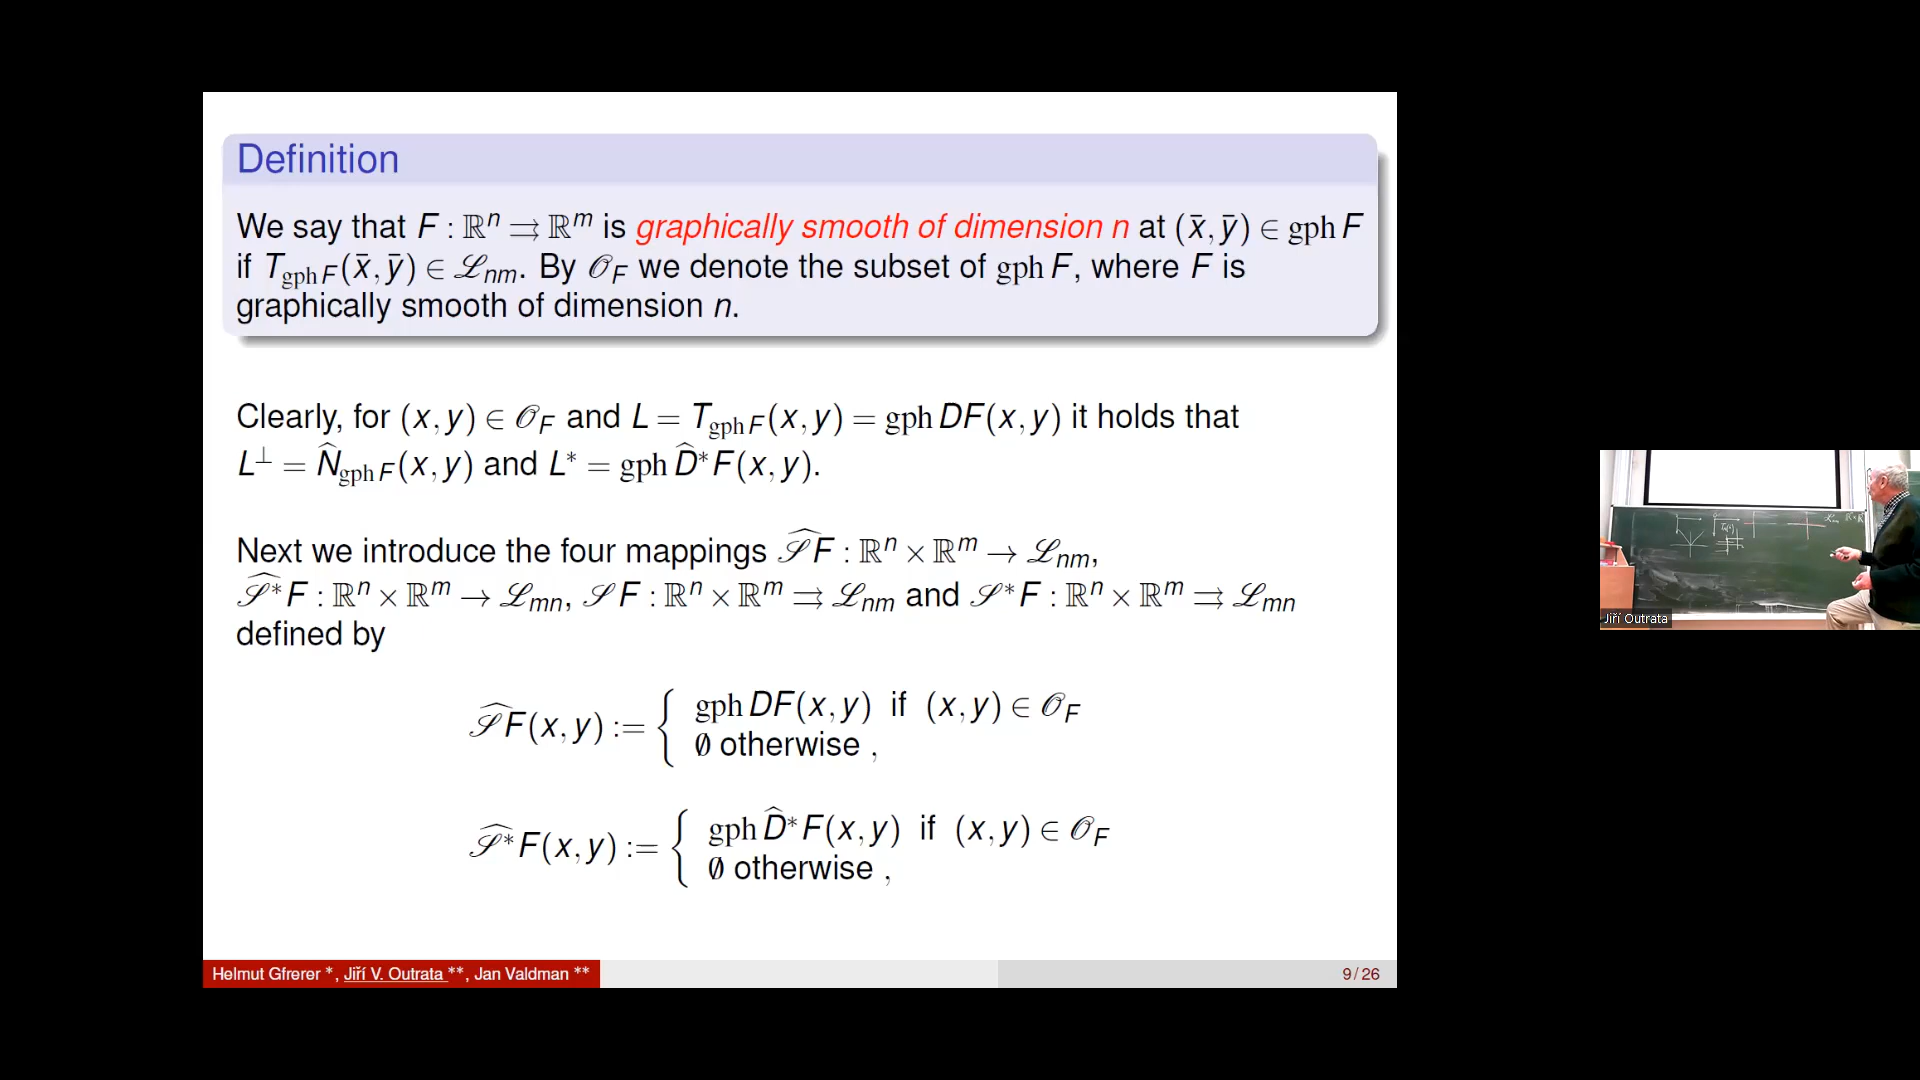 Definition
We say that F : ℝⁿ ⇉ ℝᵐ is graphically smooth of dimension n at (x̄, ȳ) ∈ gph F
if T_{gph F}(x̄, ȳ) ∈ ℒ_{nm}. By 𝒪_F we denote the subset of gph F, where F is
graphically smooth of dimension n.
Clearly, for (x, y) ∈ 𝒪_F and L = T_{gph F}(x, y) = gph DF(x, y) it holds that
L^⊥ = N̂_{gph F}(x, y) and L* = gph D̂*F(x, y).
Next we introduce the four mappings 𝒮̂F : ℝⁿ × ℝᵐ → ℒ_{nm},
𝒮̂*F : ℝⁿ × ℝᵐ → ℒ_{mn}, 𝒮F : ℝⁿ × ℝᵐ ⇉ ℒ_{nm} and 𝒮*F : ℝⁿ × ℝᵐ ⇉ ℒ_{mn}
defined by
𝒮̂F(x, y) := { gph DF(x, y) if (x, y) ∈ 𝒪_F
∅ otherwise ,
𝒮̂*F(x, y) := { gph D̂*F(x, y) if (x, y) ∈ 𝒪_F
∅ otherwise ,
Helmut Gfrerer *, Jiří V. Outrata **, Jan Valdman **
9 / 26
Jiří Outrata